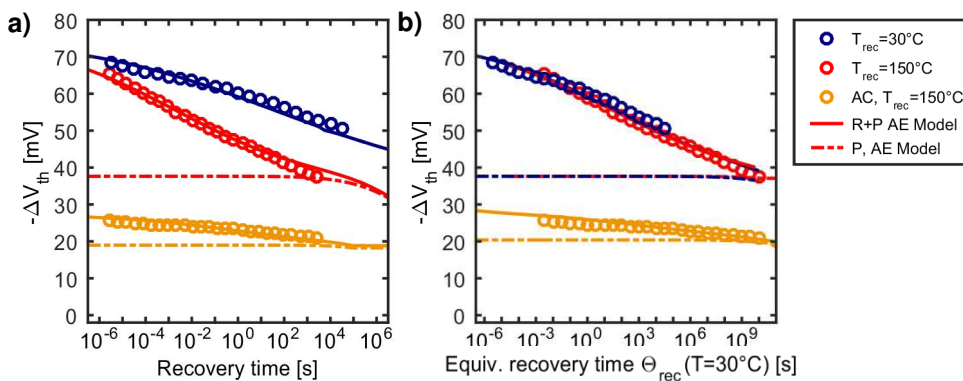 a)
80
70
60
50
40
30
20
10
0
-ΔV_th [mV]
10^-6 10^-4 10^-2 10^0 10^2 10^4 10^6
Recovery time [s]
b)
80
70
60
50
40
30
20
10
0
-ΔV_th [mV]
10^-6 10^-3 10^0 10^3 10^6 10^9
Equiv. recovery time Θ_rec(T=30°C) [s]
T_rec=30°C
T_rec=150°C
AC, T_rec=150°C
R+P AE Model
P, AE Model